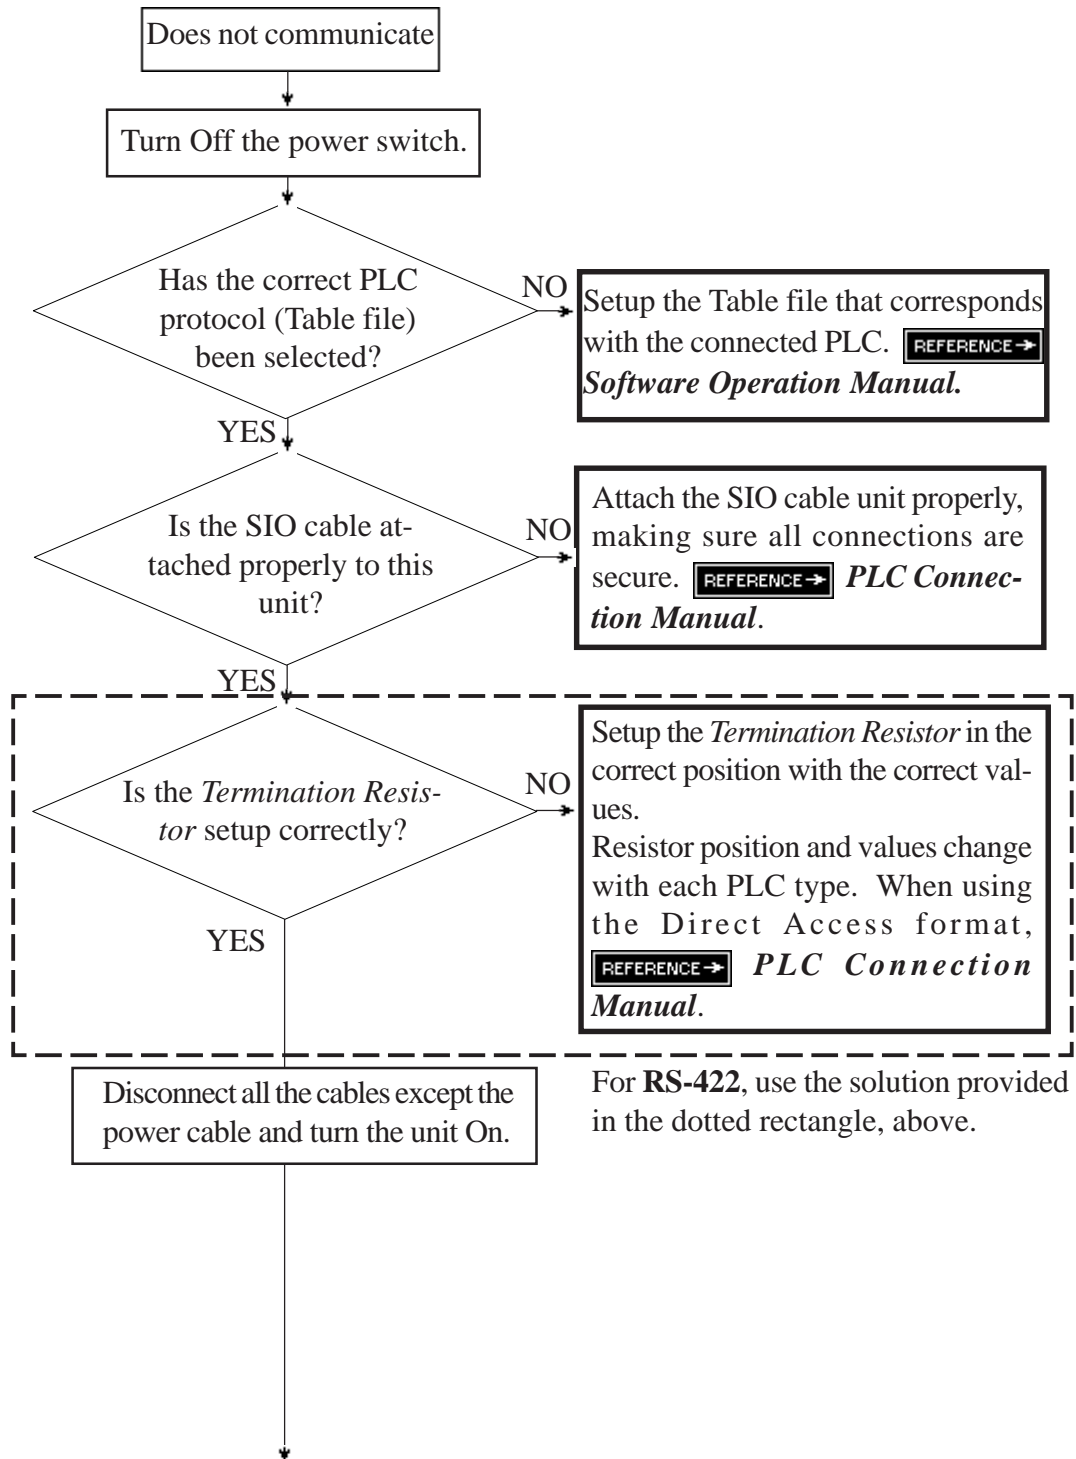 Does not communicate
Turn Off the power switch.
Has the correct PLC
protocol (Table file)
been selected?
NO
Setup the Table file that corresponds
with the connected PLC. REFERENCE→
Software Operation Manual.
YES
Is the SIO cable at-
tached properly to this
unit?
NO
Attach the SIO cable unit properly,
making sure all connections are
secure. REFERENCE→ PLC Connec-
tion Manual.
YES
Is the Termination Resis-
tor setup correctly?
NO
Setup the Termination Resistor in the
correct position with the correct val-
ues.
Resistor position and values change
with each PLC type. When using
the Direct Access format,
REFERENCE→ PLC Connection
Manual.
YES
Disconnect all the cables except the
power cable and turn the unit On.
For RS-422, use the solution provided
in the dotted rectangle, above.